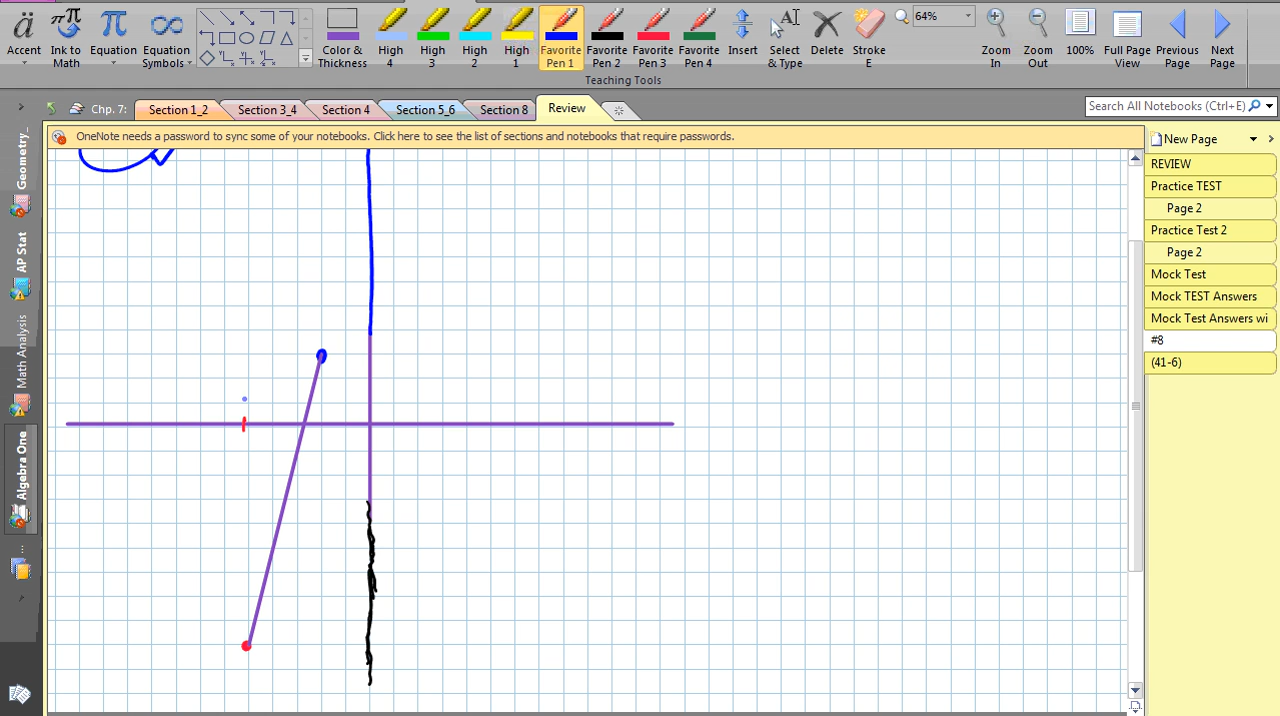 Accent
Ink to Math
Equation
Equation Symbols
Color & Thickness
High 4
High 3
High 2
High 1
Favorite Pen 1
Favorite Pen 2
Favorite Pen 3
Favorite Pen 4
Insert
Select & Type
Delete
Stroke E
64%
Zoom In
Zoom Out
100%
Full Page View
Previous Page
Next Page
Teaching Tools
Chp. 7:
Section 1_2
Section 3_4
Section 4
Section 5_6
Section 8
Review
Search All Notebooks (Ctrl+E)
OneNote needs a password to sync some of your notebooks. Click here to see the list of sections and notebooks that require passwords.
New Page
REVIEW
Practice TEST
Page 2
Practice Test 2
Page 2
Mock Test
Mock TEST Answers
Mock Test Answers wi
#8
(41-6)
Geometry...
AP Stat
Math Analysis
Algebra One
...